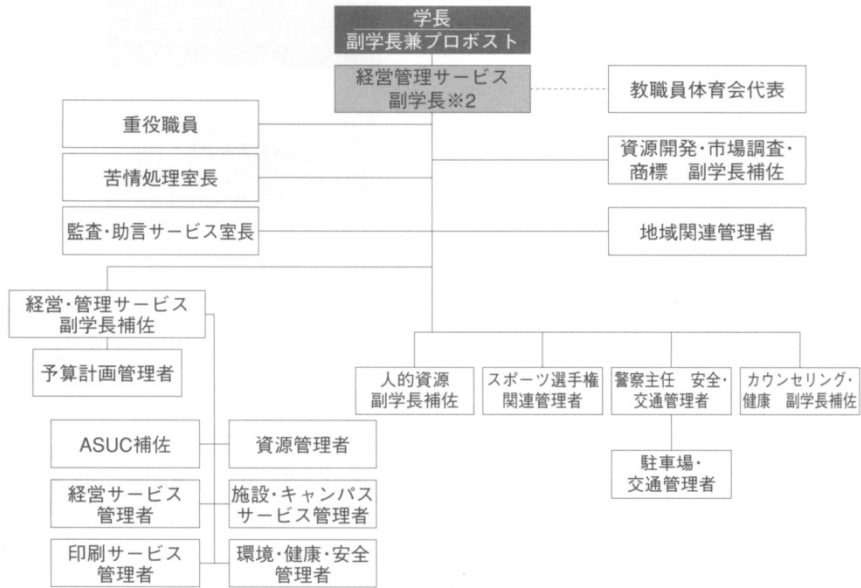 学長
副学長兼プロボスト
経営管理サービス
副学長※2
教職員体育会代表
重役職員
資源開発・市場調査・
商標 副学長補佐
苦情処理室長
監査・助言サービス室長
地域関連管理者
経営・管理サービス
副学長補佐
予算計画管理者
人的資源
副学長補佐
スポーツ選手権
関連管理者
警察主任 安全・
交通管理者
カウンセリング・
健康 副学長補佐
ASUC補佐
資源管理者
駐車場・
交通管理者
経営サービス
管理者
施設・キャンパス
サービス管理者
印刷サービス
管理者
環境・健康・安全
管理者